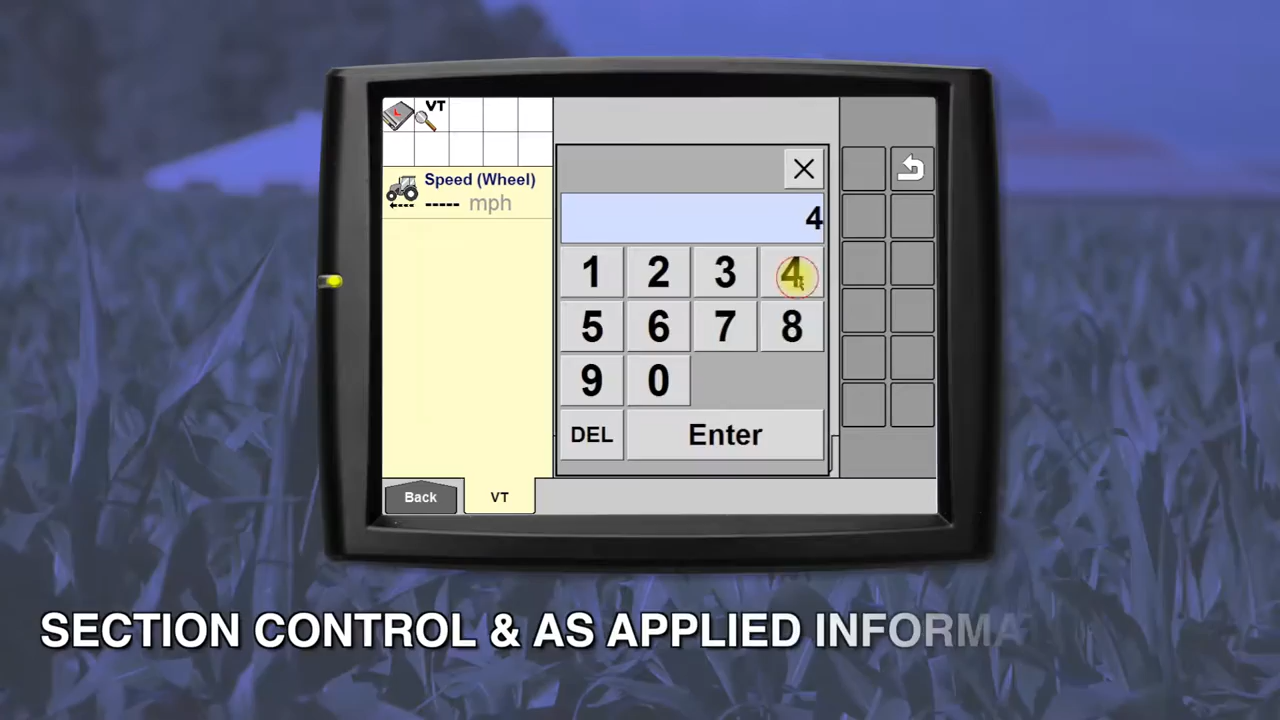 VT
Speed (Wheel)
----- mph
4
1 2 3 4
5 6 7 8
9 0
DEL Enter
Back VT
SECTION CONTROL & AS APPLIED INFORMA